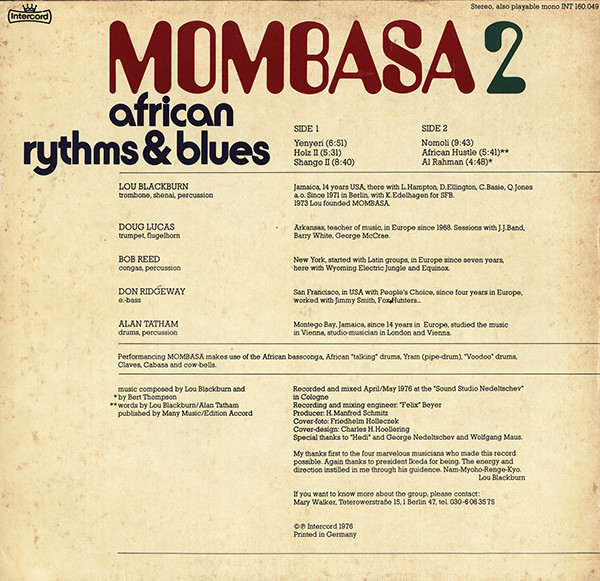 Intercord
Stereo, also playable mono INT 160.049
MOMBASA 2
african
rythms & blues
SIDE 1
Yenyeri (6:51)
Holz II (5:31)
Shango II (8:40)
SIDE 2
Nomoli (9:43)
African Hustle (5:41)**
Al Rahman (4:48)*
LOU BLACKBURN
trombone, shenai, percussion
Jamaica, 14 years USA, there with L.Hampton, D.Ellington, C.Basie, Q.Jones
a.o. Since 1971 in Berlin, with K.Edelhagen for SFB.
1973 Lou founded MOMBASA.
DOUG LUCAS
trumpet, flugelhorn
Arkansas, teacher of music, in Europe since 1968. Sessions with J.J.Band,
Barry White, George McCrae.
BOB REED
congas, percussion
New York, started with Latin groups, in Europe since seven years,
here with Wyoming Electric Jungle and Equinox.
DON RIDGEWAY
e.-bass
San Francisco, in USA with People's Choice, since four years in Europe,
worked with Jimmy Smith, Fox Hunters...
ALAN TATHAM
drums, percussion
Montego Bay, Jamaica, since 14 years in Europe, studied the music
in Vienna, studio-musician in London and Vienna.
Performancing MOMBASA makes use of the African bassconga, African "talking" drums, Yram (pipe-drum), "Voodoo" drums,
Claves, Cabasa and cow-bells.
music composed by Lou Blackburn and
* by Bert Thompson
** words by Lou Blackburn/Alan Tatham
published by Many Music/Edition Accord
Recorded and mixed April/May 1976 at the "Sound Studio Nedeltschev"
in Cologne
Recording and mixing engineer: "Felix" Beyer
Producer: H.Manfred Schmitz
Cover-foto: Friedhelm Holleczek
Cover-design: Charles H.Hoellering
Special thanks to "Hedi" and George Nedeltschev and Wolfgang Maus.
My thanks first to the four marvelous musicians who made this record
possible. Again thanks to president Ikeda for being. The energy and
direction instilled in me through his guidence. Nam-Myoho-Renge-Kyo.
Lou Blackburn
If you want to know more about the group, please contact:
Mary Walker, Teterowerstraße 15, 1 Berlin 47, tel. 030-6 06 35 75
©℗ Intercord 1976
Printed in Germany